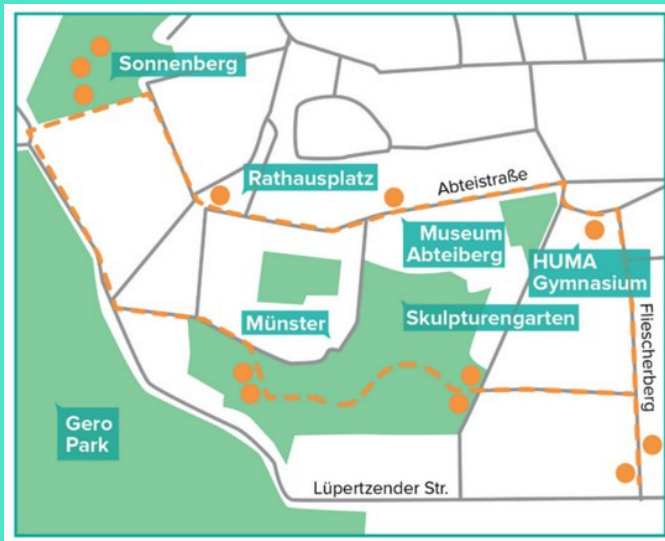 Sonnenberg
Rathausplatz
Abteistraße
Museum
Abteiberg
HUMA
Gymnasium
Münster
Skulpturengarten
Fliescherberg
Gero
Park
Lüpertzender Str.